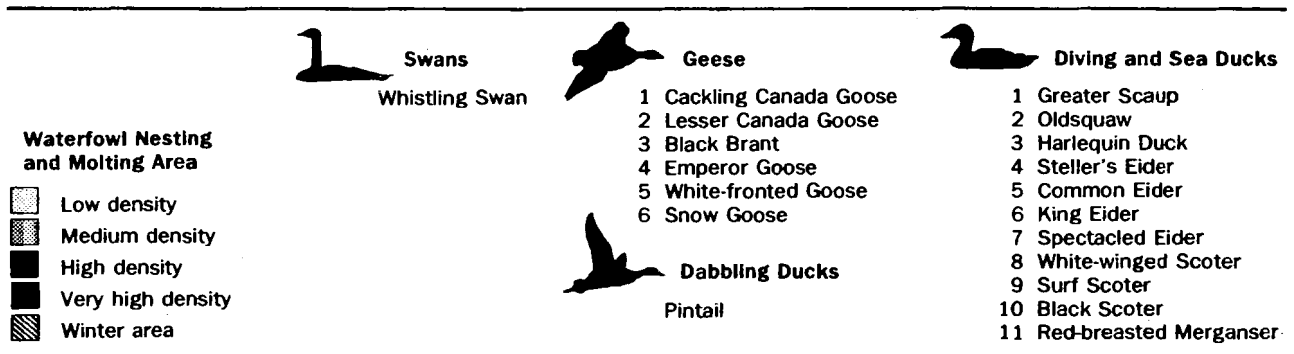 Swans
Whistling Swan
Waterfowl Nesting
and Molting Area
Low density
Medium density
High density
Very high density
Winter area
Geese
1 Cackling Canada Goose
2 Lesser Canada Goose
3 Black Brant
4 Emperor Goose
5 White-fronted Goose
6 Snow Goose
Dabbling Ducks
Pintail
Diving and Sea Ducks
1 Greater Scaup
2 Oldsquaw
3 Harlequin Duck
4 Steller's Eider
5 Common Eider
6 King Eider
7 Spectacled Eider
8 White-winged Scoter
9 Surf Scoter
10 Black Scoter
11 Red-breasted Merganser